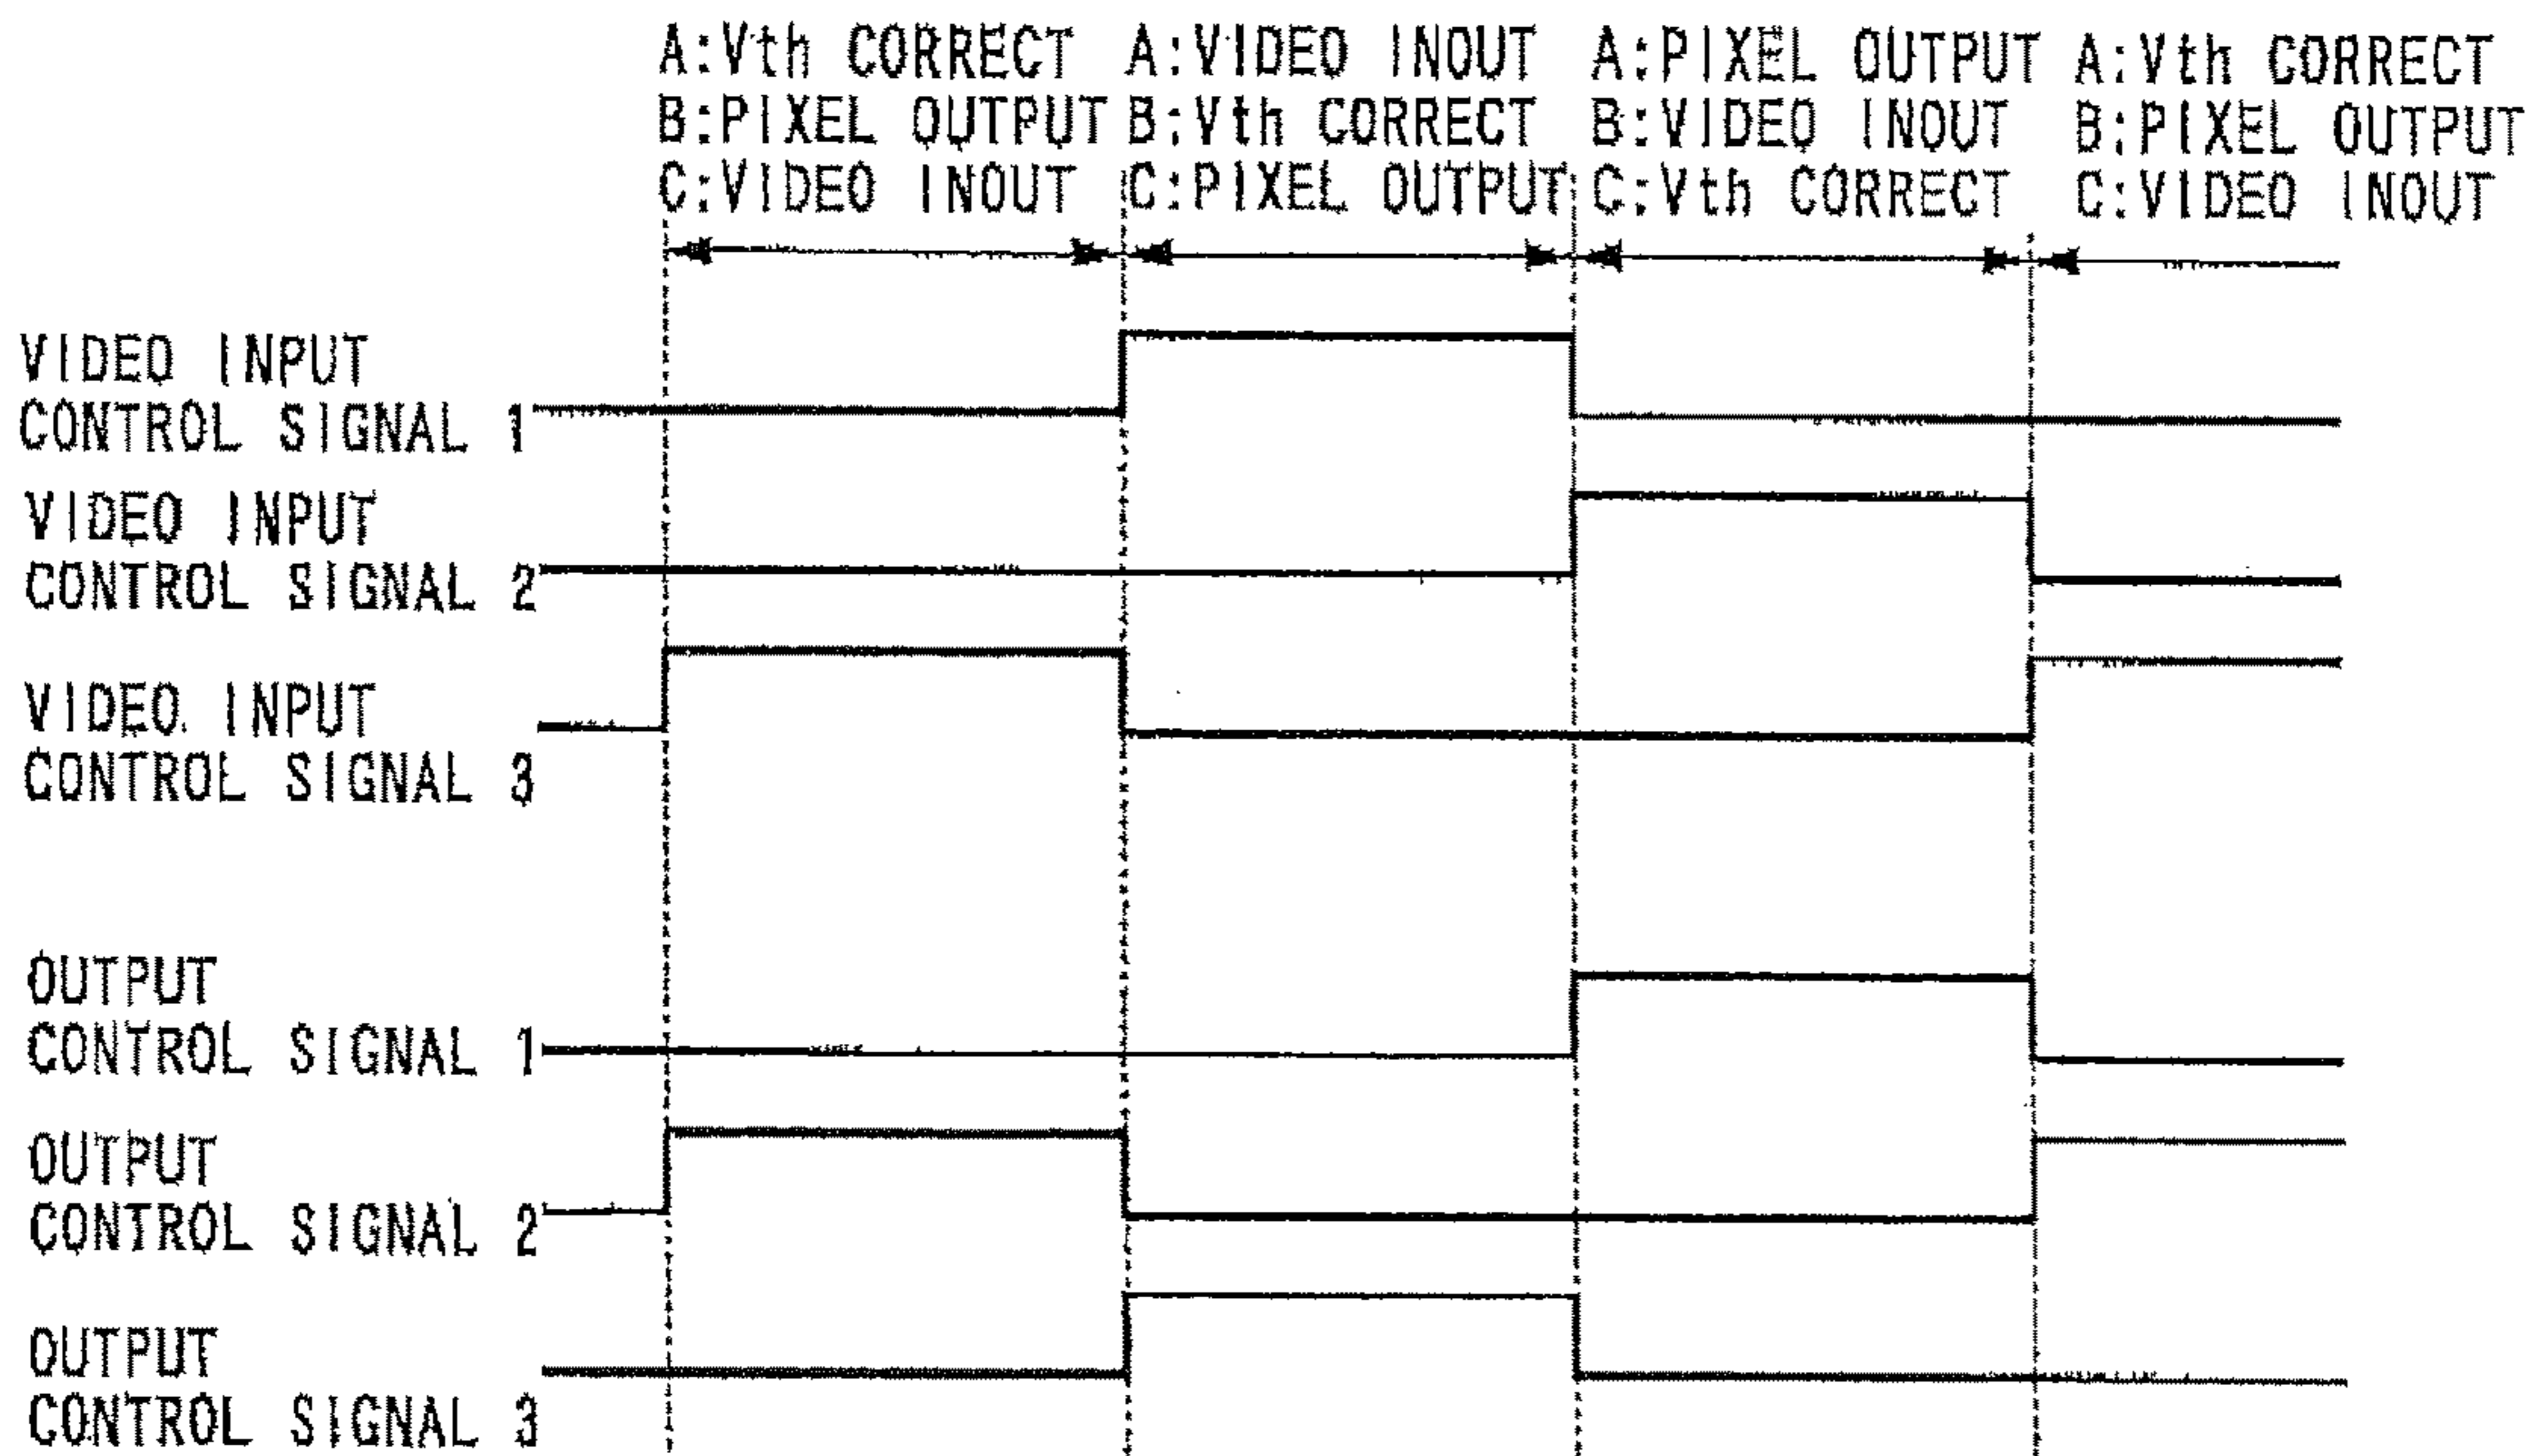 A:Vth CORRECT A:VIDEO INOUT A:PIXEL OUTPUT A:Vth CORRECT
B:PIXEL OUTPUT B:Vth CORRECT B:VIDEO INOUT B:PIXEL OUTPUT
C:VIDEO INOUT C:PIXEL OUTPUT C:Vth CORRECT C:VIDEO INOUT
VIDEO INPUT
CONTROL SIGNAL 1
VIDEO INPUT
CONTROL SIGNAL 2
VIDEO INPUT
CONTROL SIGNAL 3
OUTPUT
CONTROL SIGNAL 1
OUTPUT
CONTROL SIGNAL 2
OUTPUT
CONTROL SIGNAL 3